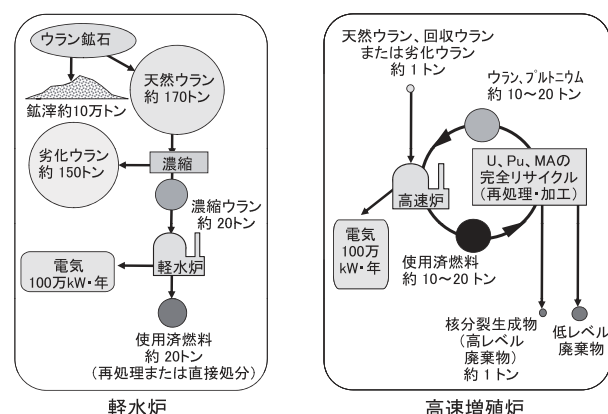 ウラン鉱石
鉱滓約10万トン
天然ウラン
約 170トン
劣化ウラン
約 150トン
濃縮
濃縮ウラン
約 20トン
電気
100万kW・年
軽水炉
使用済燃料
約 20トン
(再処理または直接処分)
軽水炉
天然ウラン、回収ウラン
または劣化ウラン
約 1 トン
ウラン、プルトニウム
約 10〜20 トン
高速炉
U、Pu、MAの
完全リサイクル
(再処理・加工)
電気
100万
kW・年
使用済燃料
約 10〜20 トン
核分裂生成物
(高レベル
廃棄物)
約 1 トン
低レベル
廃棄物
高速増殖炉